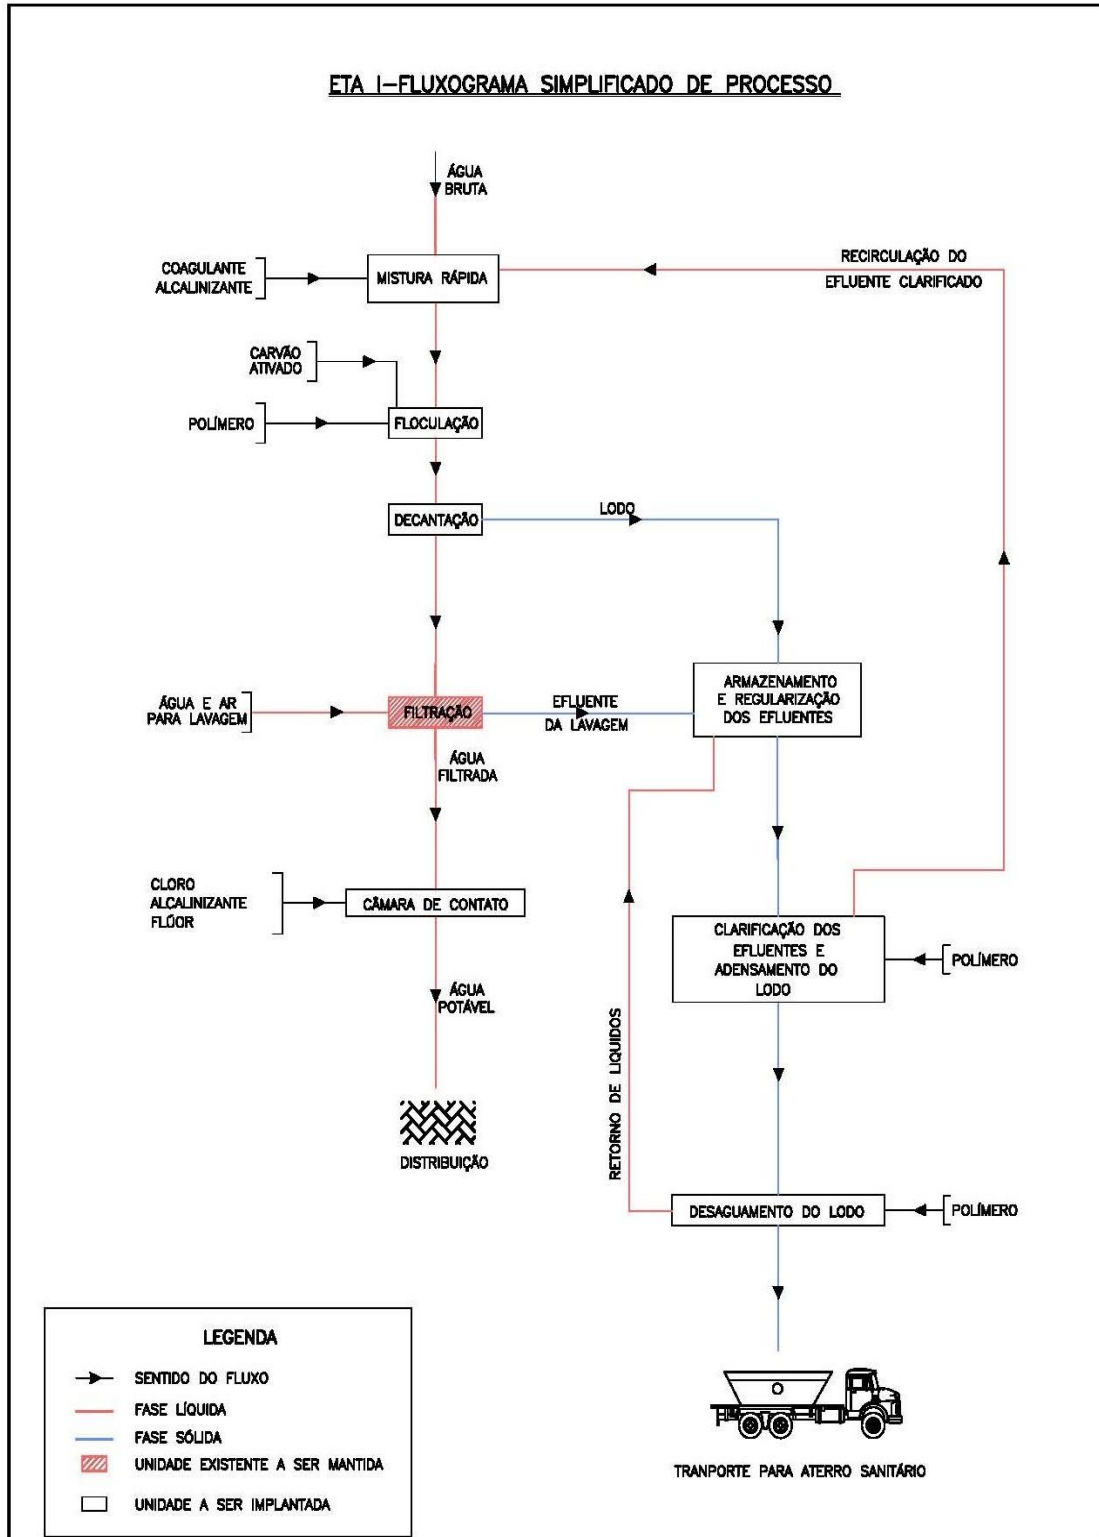 ETA I-FLUXOGRAMA SIMPLIFICADO DE PROCESSO
ÁGUA
BRUTA
COAGULANTE
ALCALINIZANTE
MISTURA RÁPIDA
RECIRCULAÇÃO DO
EFLUENTE CLARIFICADO
CARVÃO
ATIVADO
POLÍMERO
FLOCULAÇÃO
DECANTAÇÃO
LODO
ÁGUA E AR
PARA LAVAGEM
FILTRAÇÃO
EFLUENTE
DA LAVAGEM
ARMAZENAMENTO
E REGULARIZAÇÃO
DOS EFLUENTES
ÁGUA
FILTRADA
CLORO
ALCALINIZANTE
FLÚOR
CÂMARA DE CONTATO
CLARIFICAÇÃO DOS
EFLUENTES E
ADENSAMENTO DO
LODO
POLÍMERO
ÁGUA
POTÁVEL
RETORNO DE LIQUIDOS
DISTRIBUIÇÃO
DESAGUAMENTO DO LODO
POLÍMERO
TRANPORTE PARA ATERRO SANITÁRIO
LEGENDA
SENTIDO DO FLUXO
FASE LÍQUIDA
FASE SÓLIDA
UNIDADE EXISTENTE A SER MANTIDA
UNIDADE A SER IMPLANTADA